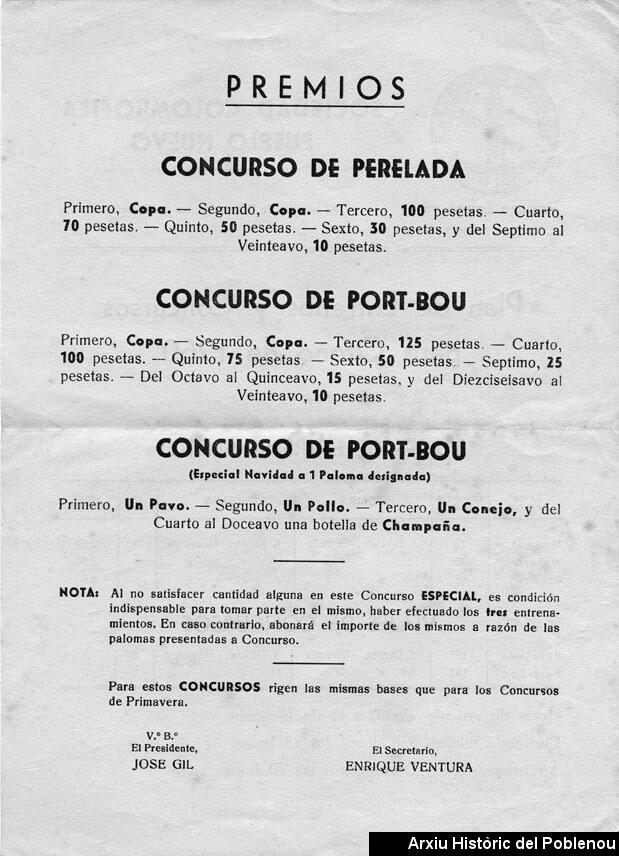 PREMIOS
CONCURSO DE PERELADA
Primero, Copa. — Segundo, Copa. — Tercero, 100 pesetas. — Cuarto,
70 pesetas. — Quinto, 50 pesetas. — Sexto, 30 pesetas, y del Septimo al
Veinteavo, 10 pesetas.
CONCURSO DE PORT-BOU
Primero, Copa. — Segundo, Copa. — Tercero, 125 pesetas. — Cuarto,
100 pesetas. — Quinto, 75 pesetas. — Sexto, 50 pesetas. — Septimo, 25
pesetas. — Del Octavo al Quinceavo, 15 pesetas, y del Diezciseisavo al
Veinteavo, 10 pesetas.
CONCURSO DE PORT-BOU
(Especial Navidad a 1 Paloma designada)
Primero, Un Pavo. — Segundo, Un Pollo. — Tercero, Un Conejo, y del
Cuarto al Doceavo una botella de Champaña.
NOTA: Al no satisfacer cantidad alguna en este Concurso ESPECIAL, es condición
indispensable para tomar parte en el mismo, haber efectuado los tres entrena-
mientos. En caso contrario, abonará el importe de los mismos a razón de las
palomas presentadas a Concurso.
Para estos CONCURSOS rigen las mismas bases que para los Concursos
de Primavera.
V.º B.º
El Presidente,
JOSE GIL
El Secretario,
ENRIQUE VENTURA
Arxiu Històric del Poblenou